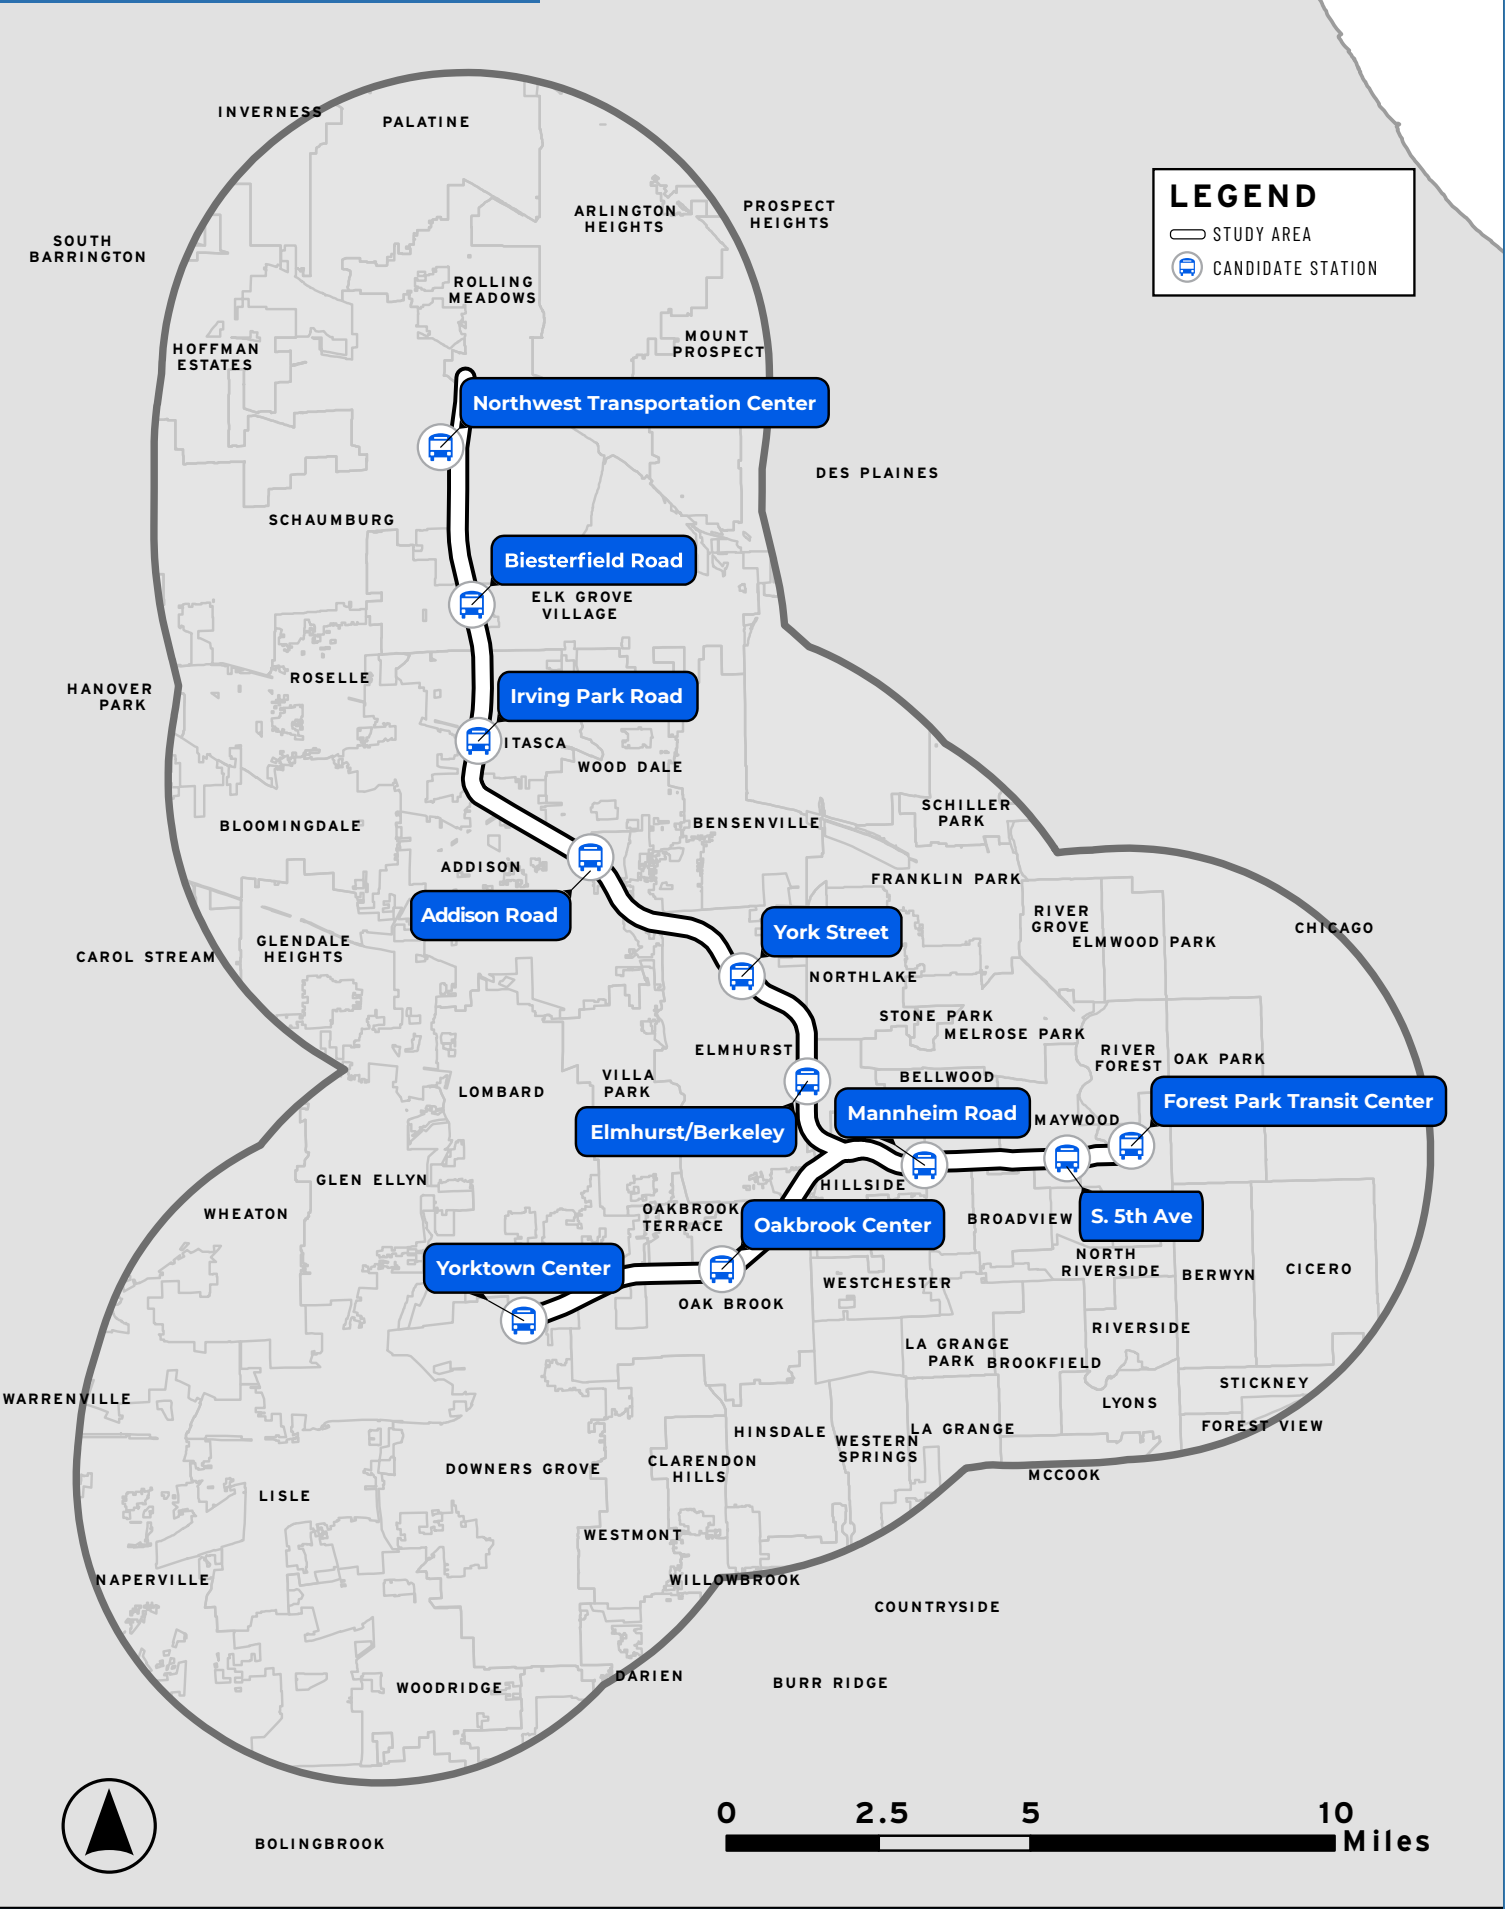 INVERNESS
PALATINE
ARLINGTON
HEIGHTS
PROSPECT
HEIGHTS
LEGEND
STUDY AREA
CANDIDATE STATION
SOUTH
BARRINGTON
ROLLING
MEADOWS
HOFFMAN
ESTATES
MOUNT
PROSPECT
Northwest Transportation Center
DES PLAINES
SCHAUMBURG
Biesterfield Road
ELK GROVE
VILLAGE
ROSELLE
HANOVER
PARK
Irving Park Road
ITASCA
WOOD DALE
SCHILLER
PARK
BLOOMINGDALE
BENSENVILLE
ADDISON
FRANKLIN PARK
Addison Road
RIVER
GROVE
ELMWOOD PARK
CHICAGO
York Street
GLENDALE
HEIGHTS
CAROL STREAM
NORTHLAKE
STONE PARK
MELROSE PARK
ELMHURST
RIVER
FOREST
OAK PARK
VILLA
PARK
BELLWOOD
LOMBARD
Forest Park Transit Center
Mannheim Road
MAYWOOD
Elmhurst/Berkeley
GLEN ELLYN
HILLSIDE
WHEATON
OAKBROOK
TERRACE
Oakbrook Center
BROADVIEW
S. 5th Ave
Yorktown Center
NORTH
RIVERSIDE
BERWYN
CICERO
WESTCHESTER
OAK BROOK
RIVERSIDE
LA GRANGE
PARK
BROOKFIELD
STICKNEY
WARRENVILLE
LYONS
FOREST VIEW
HINSDALE
LA GRANGE
WESTERN
SPRINGS
CLARENDON
HILLS
DOWNERS GROVE
MCCOOK
LISLE
WESTMONT
NAPERVILLE
WILLOWBROOK
COUNTRYSIDE
DARIEN
BURR RIDGE
WOODRIDGE
0 2.5 5 10
Miles
BOLINGBROOK